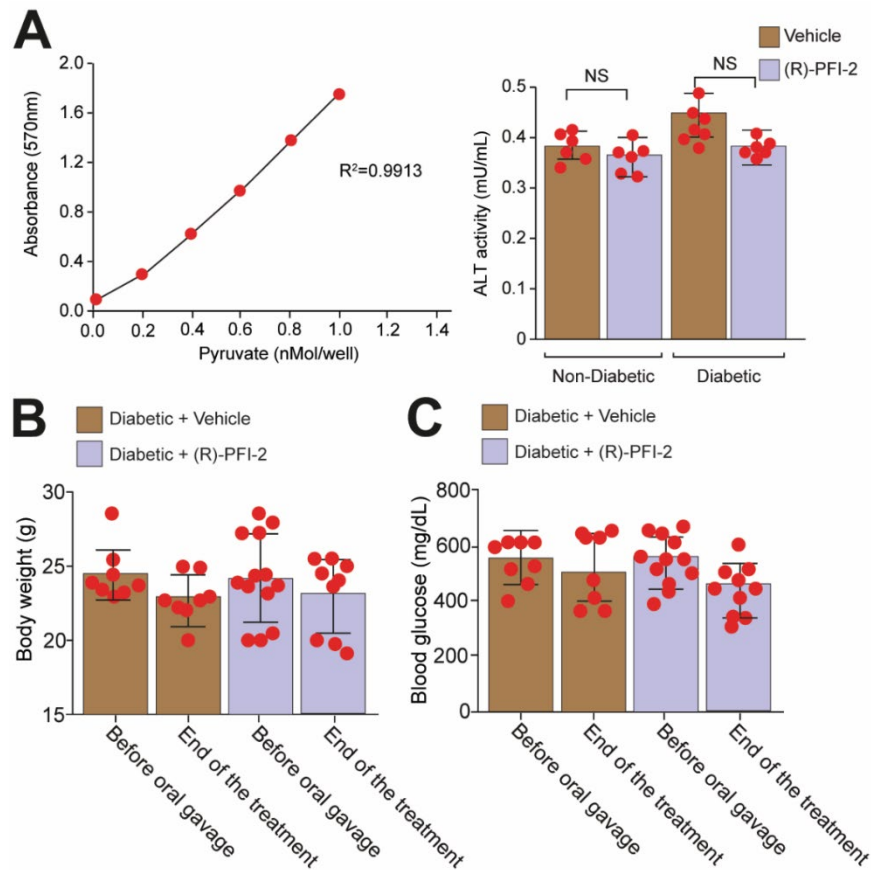 A
Vehicle
(R)-PFI-2
Absorbance (570nm)
2.0
1.6
1.2
0.8
0.4
0.0
R²=0.9913
0.0 0.2 0.4 0.6 0.8 1.0 1.2 1.4
Pyruvate (nMol/well)
NS NS
ALT activity (mU/mL)
0.5
0.4
0.3
0.2
0.1
0
Non-Diabetic Diabetic
B
Diabetic + Vehicle
Diabetic + (R)-PFI-2
Body weight (g)
30
25
20
15
Before oral gavage
End of the treatment
Before oral gavage
End of the treatment
C
Diabetic + Vehicle
Diabetic + (R)-PFI-2
Blood glucose (mg/dL)
800
600
400
200
0
Before oral gavage
End of the treatment
Before oral gavage
End of the treatment